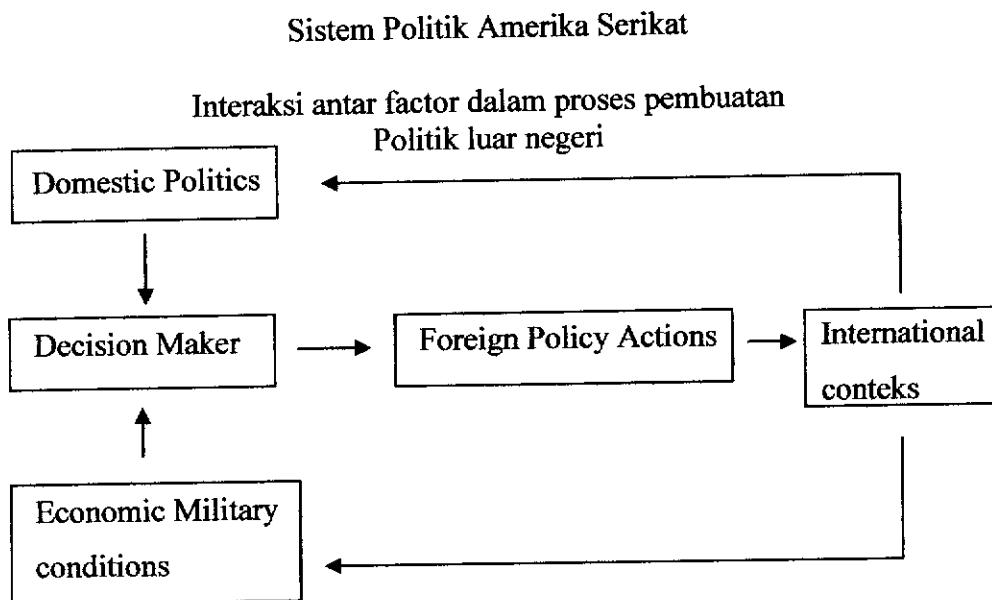 Sistem Politik Amerika Serikat
Interaksi antar factor dalam proses pembuatan
Politik luar negeri
Domestic Politics
Decision Maker
Foreign Policy Actions
International
conteks
Economic Military
conditions